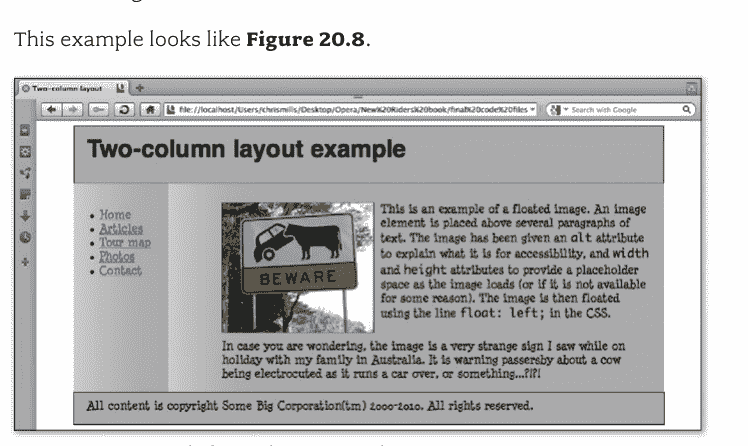 This example looks like Figure 20.8.
Two-column layout
file://localhost/Users/chrismills/Desktop/Opera/New%20Riders%20book/final%20code%20files
Search with Google
Two-column layout example
Home
Articles
Tour map
Photos
Contact
BEWARE
This is an example of a floated image. An image
element is placed above several paragraphs of
text. The image has been given an alt attribute
to explain what it is for accessibility, and width
and height attributes to provide a placeholder
space as the image loads (or if it is not available
for some reason). The image is then floated
using the line float: left; in the CSS.
In case you are wondering, the image is a very strange sign I saw while on
holiday with my family in Australia. It is warning passersby about a cow
being electrocuted as it runs a car over, or something...?!?!
All content is copyright Some Big Corporation(tm) 2000-2010. All rights reserved.